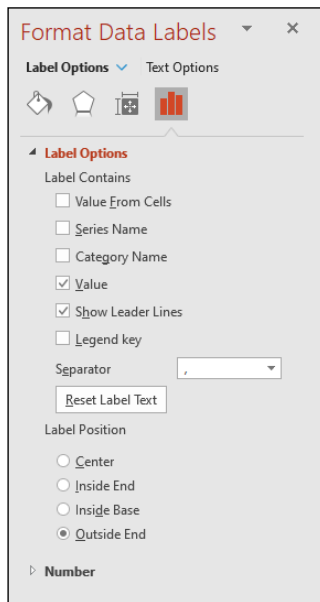 Format Data Labels
Label Options Text Options
Label Options
Label Contains
Value From Cells
Series Name
Category Name
Value
Show Leader Lines
Legend key
Separator ,
Reset Label Text
Label Position
Center
Inside End
Inside Base
Outside End
Number